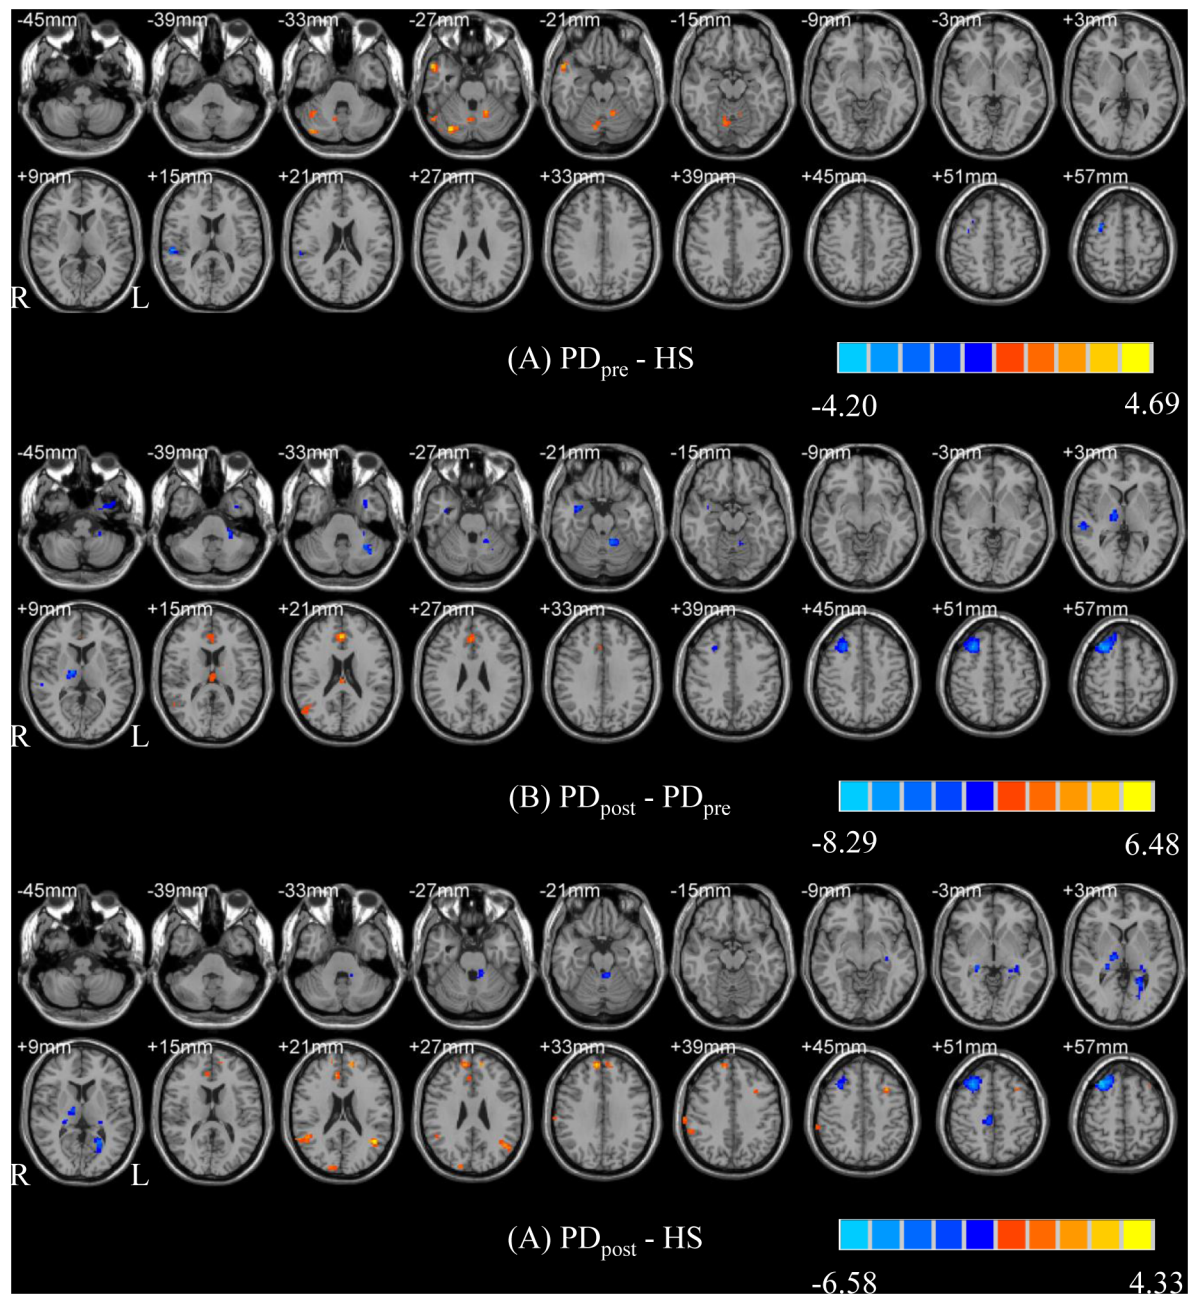 -45mm -39mm -33mm -27mm -21mm -15mm -9mm -3mm +3mm
+9mm +15mm +21mm +27mm +33mm +39mm +45mm +51mm +57mm
R L
(A) PDpre - HS
-4.20 4.69
-45mm -39mm -33mm -27mm -21mm -15mm -9mm -3mm +3mm
+9mm +15mm +21mm +27mm +33mm +39mm +45mm +51mm +57mm
R L
(B) PDpost - PDpre
-8.29 6.48
-45mm -39mm -33mm -27mm -21mm -15mm -9mm -3mm +3mm
+9mm +15mm +21mm +27mm +33mm +39mm +45mm +51mm +57mm
R L
(A) PDpost - HS
-6.58 4.33